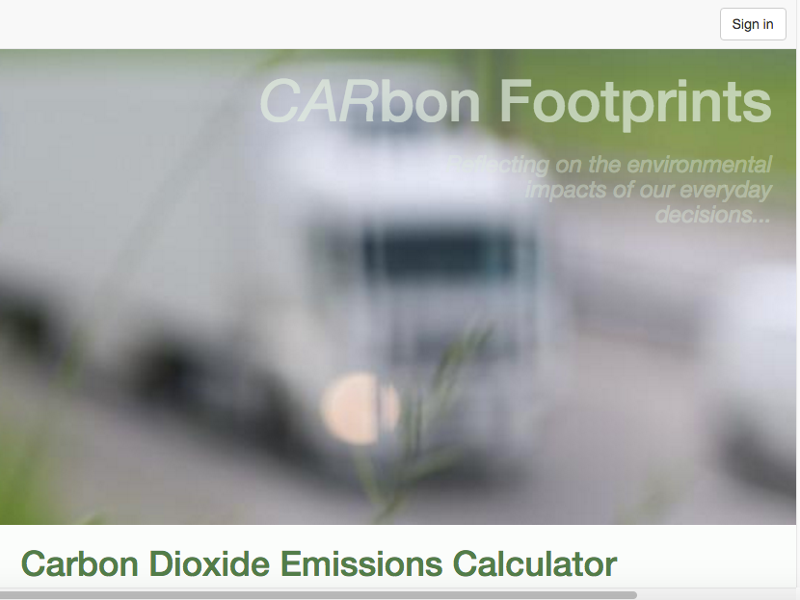 Sign in
CARbon Footprints
Reflecting on the environmental
impacts of our everyday
decisions...
Carbon Dioxide Emissions Calculator